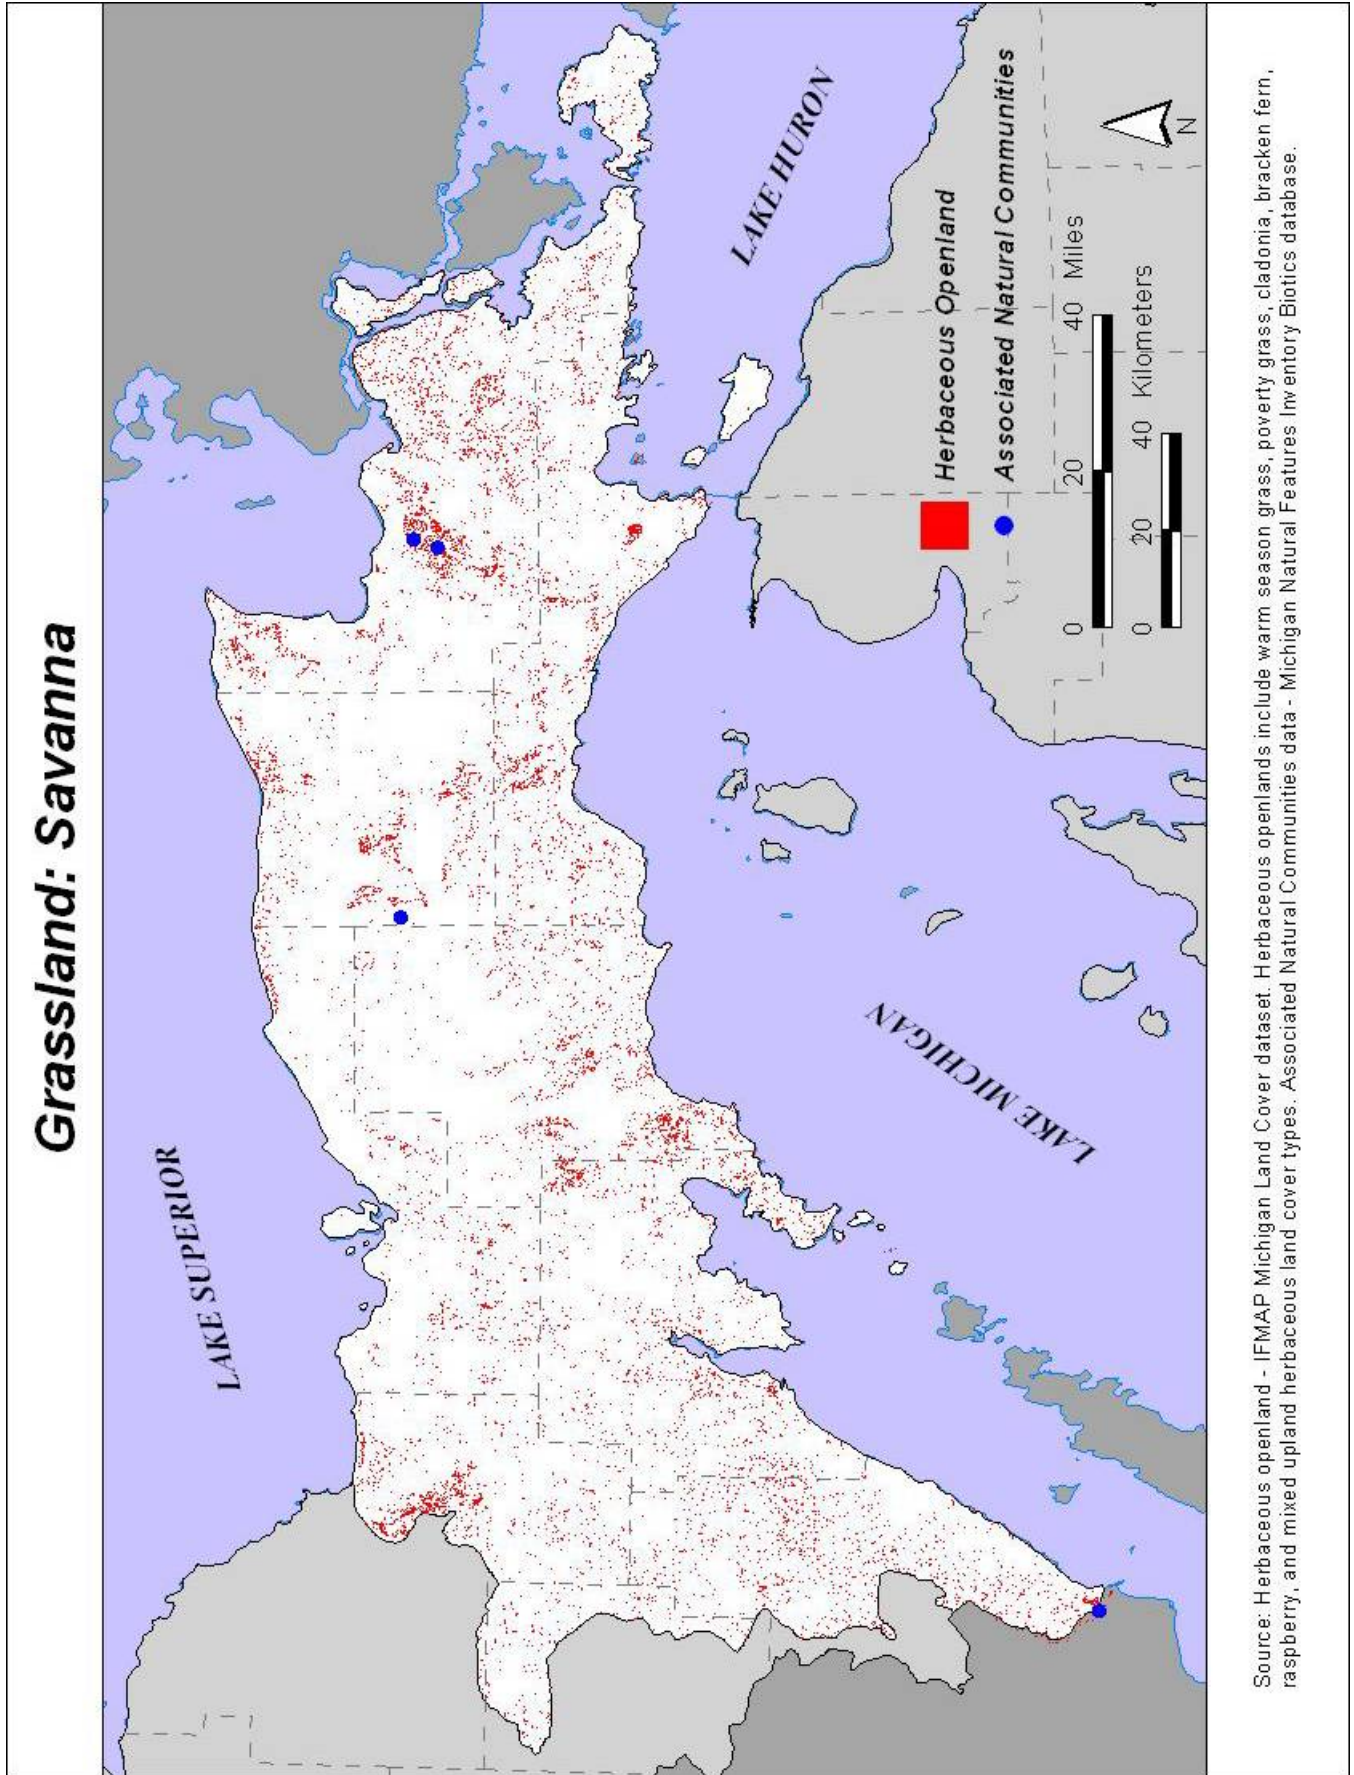 Grassland: Savanna
LAKE SUPERIOR
LAKE HURON
LAKE MICHIGAN
Herbaceous Openland
Associated Natural Communities
0 20 40 Miles
0 20 40 Kilometers
N
Source: Herbaceous openland - IFMAP Michigan Land Cover dataset. Herbaceous openlands include warm season grass, poverty grass, cladonia, bracken fern,
raspberry, and mixed upland herbaceous land cover types. Associated Natural Communities data - Michigan Natural Features Inventory Biotics database.